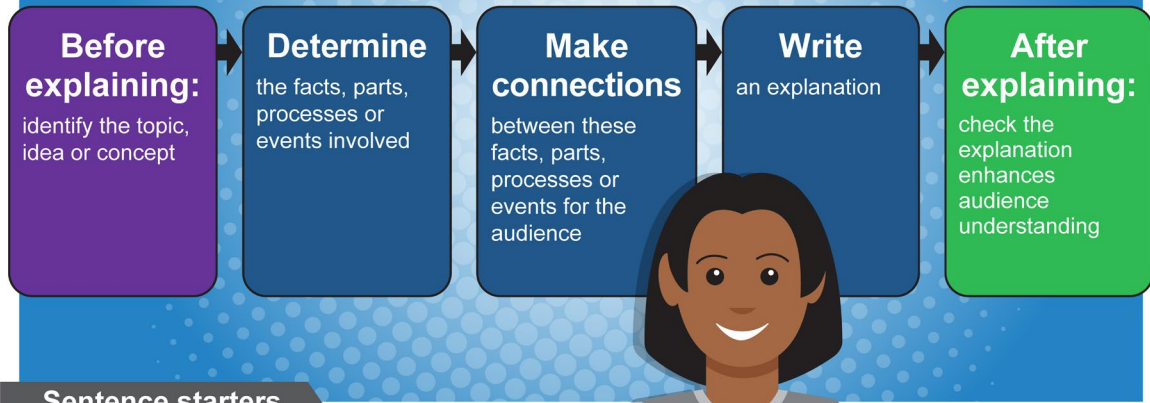 Before
explaining:
identify the topic,
idea or concept
Determine
the facts, parts,
processes or
events involved
Make
connections
between these
facts, parts,
processes or
events for the
audience
Write
an explanation
After
explaining:
check the
explanation
enhances
audience
understanding
Sentence starters